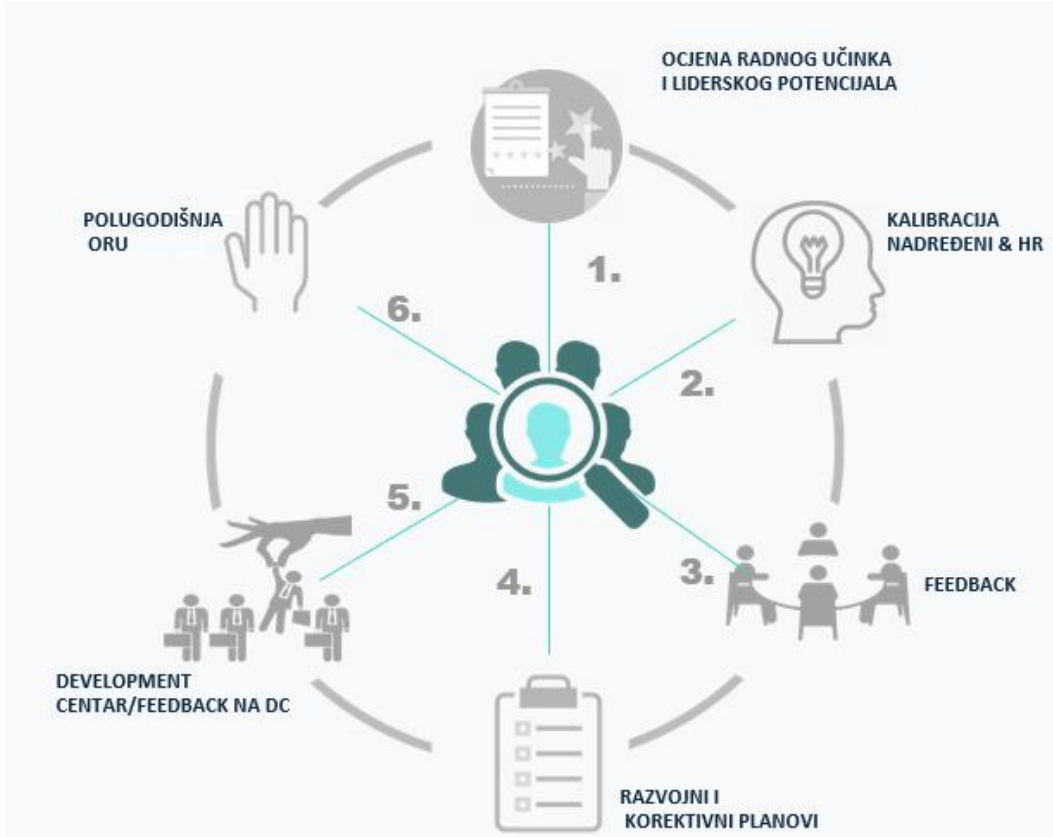 OCJENA RADNOG UČINKA
I LIDERSKOG POTENCIJALA
1.
KALIBRACIJA
NADREĐENI & HR
2.
FEEDBACK
3.
RAZVOJNI I
KOREKTIVNI PLANOVI
4.
DEVELOPMENT
CENTAR/FEEDBACK NA DC
5.
POLUGODIŠNJA
ORU
6.